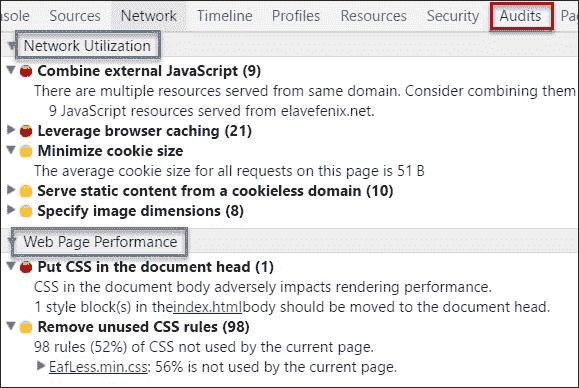 nsole Sources Network Timeline Profiles Resources Security Audits Pa
Network Utilization
Combine external JavaScript (9)
There are multiple resources served from same domain. Consider combining them
9 JavaScript resources served from elavefenix.net.
Leverage browser caching (21)
Minimize cookie size
The average cookie size for all requests on this page is 51 B
Serve static content from a cookieless domain (10)
Specify image dimensions (8)
Web Page Performance
Put CSS in the document head (1)
CSS in the document body adversely impacts rendering performance.
1 style block(s) in theindex.htmlbody should be moved to the document head.
Remove unused CSS rules (98)
98 rules (52%) of CSS not used by the current page.
EafLess.min.css: 56% is not used by the current page.